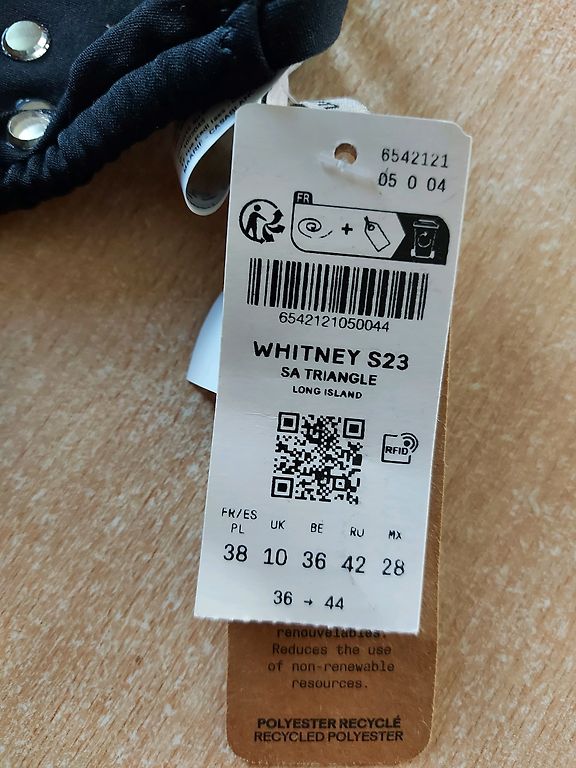 6542121
05 0 04
FR
+
6542121050044
WHITNEY S23
SA TRIANGLE
LONG ISLAND
RFID
FR/ES PL UK BE RU MX
38 10 36 42 28
36 → 44
renouvelables.
Reduces the use
of non-renewable
resources.
POLYESTER RECYCLÉ
RECYCLED POLYESTER